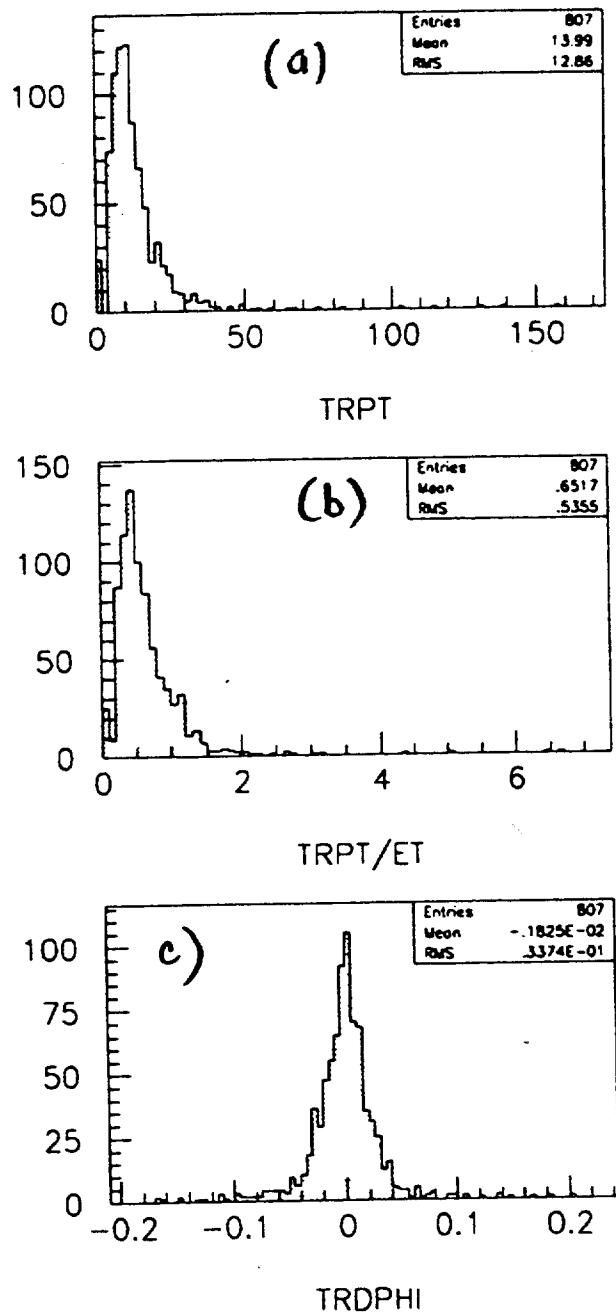 (a)
Entries 807
Mean 13.99
RMS 12.86
100
50
0
0 50 100 150
TRPT
(b)
Entries 807
Mean .6517
RMS .5355
150
100
50
0
0 2 4 6
TRPT/ET
c)
Entries 807
Mean -.1825E-02
RMS .3374E-01
100
75
50
25
0
-0.2 -0.1 0 0.1 0.2
TRDPHI